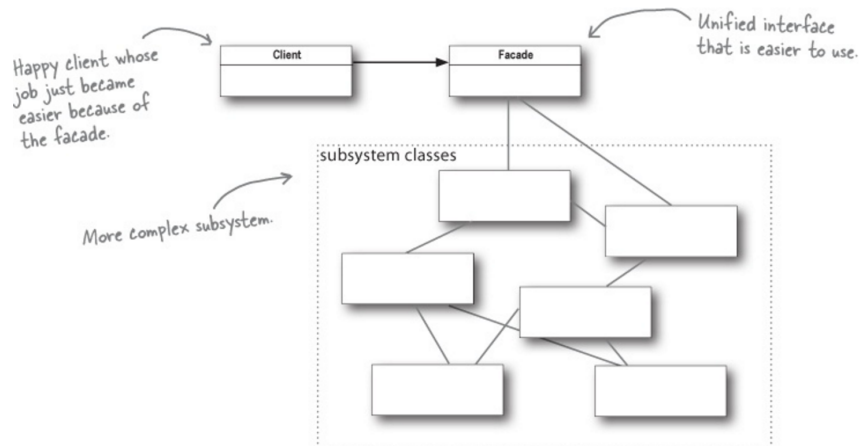 Client
Facade
Unified interface
that is easier to use.
Happy client whose
job just became
easier because of
the facade.
subsystem classes
More complex subsystem.